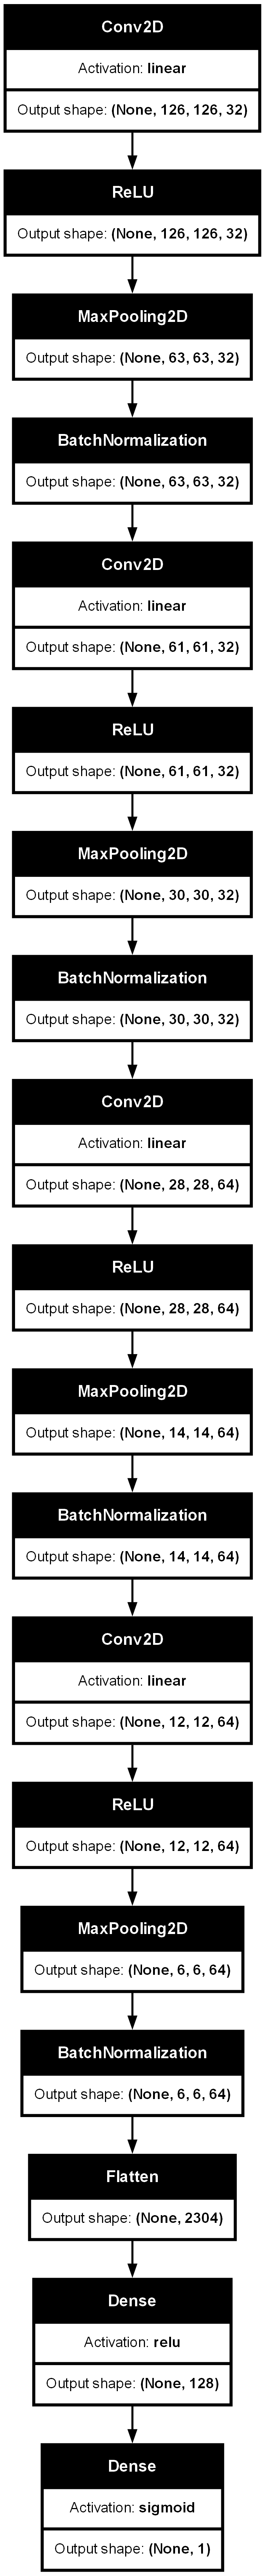 Conv2D
Activation: linear
Output shape: (None, 126, 126, 32)
ReLU
Output shape: (None, 126, 126, 32)
MaxPooling2D
Output shape: (None, 63, 63, 32)
BatchNormalization
Output shape: (None, 63, 63, 32)
Conv2D
Activation: linear
Output shape: (None, 61, 61, 32)
ReLU
Output shape: (None, 61, 61, 32)
MaxPooling2D
Output shape: (None, 30, 30, 32)
BatchNormalization
Output shape: (None, 30, 30, 32)
Conv2D
Activation: linear
Output shape: (None, 28, 28, 64)
ReLU
Output shape: (None, 28, 28, 64)
MaxPooling2D
Output shape: (None, 14, 14, 64)
BatchNormalization
Output shape: (None, 14, 14, 64)
Conv2D
Activation: linear
Output shape: (None, 12, 12, 64)
ReLU
Output shape: (None, 12, 12, 64)
MaxPooling2D
Output shape: (None, 6, 6, 64)
BatchNormalization
Output shape: (None, 6, 6, 64)
Flatten
Output shape: (None, 2304)
Dense
Activation: relu
Output shape: (None, 128)
Dense
Activation: sigmoid
Output shape: (None, 1)